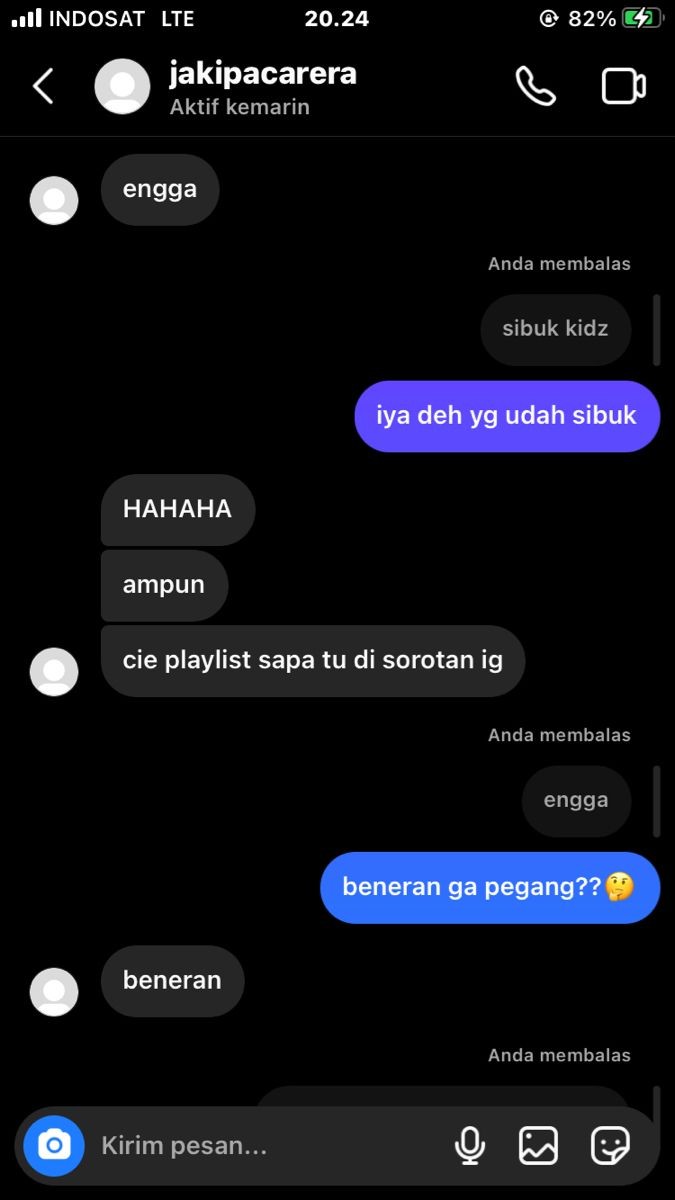 INDOSAT LTE 20.24 82%
jakipacarera
Aktif kemarin
engga
Anda membalas
sibuk kidz
iya deh yg udah sibuk
HAHAHA
ampun
cie playlist sapa tu di sorotan ig
Anda membalas
engga
beneran ga pegang??🤔
beneran
Anda membalas
Kirim pesan...